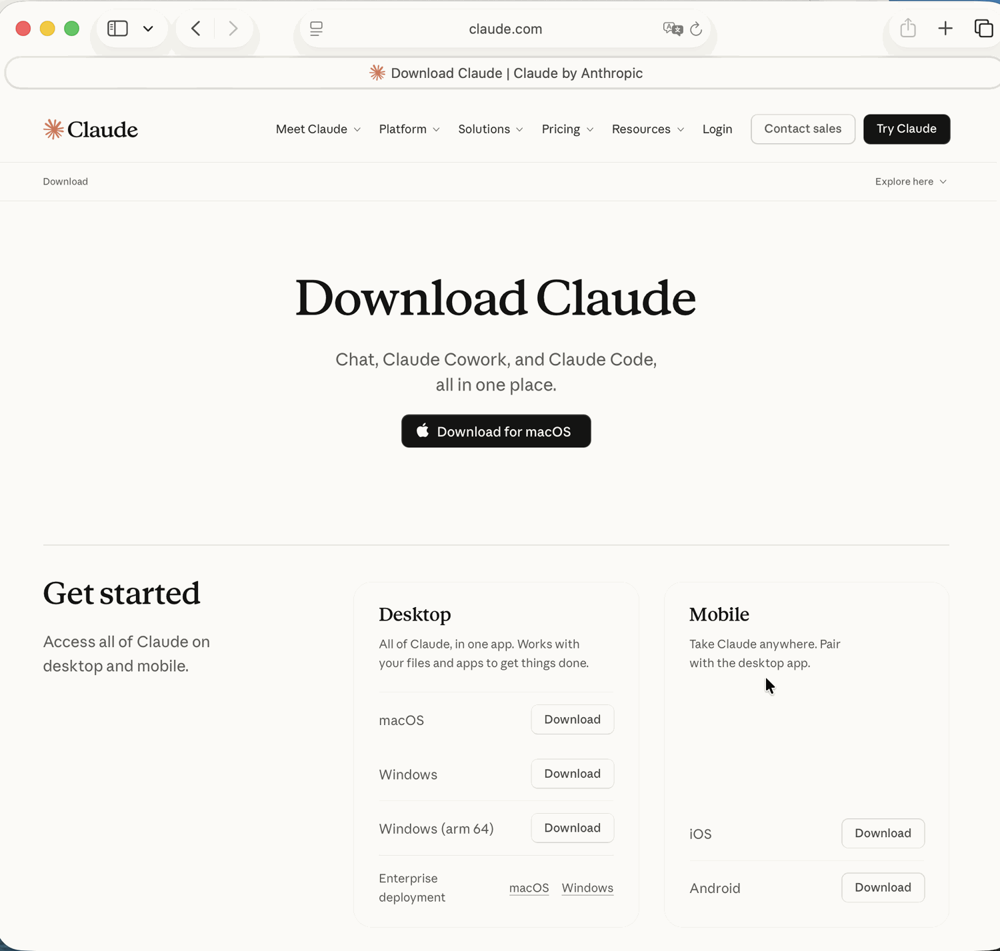 claude.com
Download Claude | Claude by Anthropic
Claude
Meet Claude
Platform
Solutions
Pricing
Resources
Login
Contact sales
Try Claude
Download
Explore here
Download Claude
Chat, Claude Cowork, and Claude Code,
all in one place.
Download for macOS
Get started
Access all of Claude on
desktop and mobile.
Desktop
All of Claude, in one app. Works with
your files and apps to get things done.
macOS
Download
Windows
Download
Windows (arm 64)
Download
Enterprise
deployment
macOS
Windows
Mobile
Take Claude anywhere. Pair
with the desktop app.
iOS
Download
Android
Download